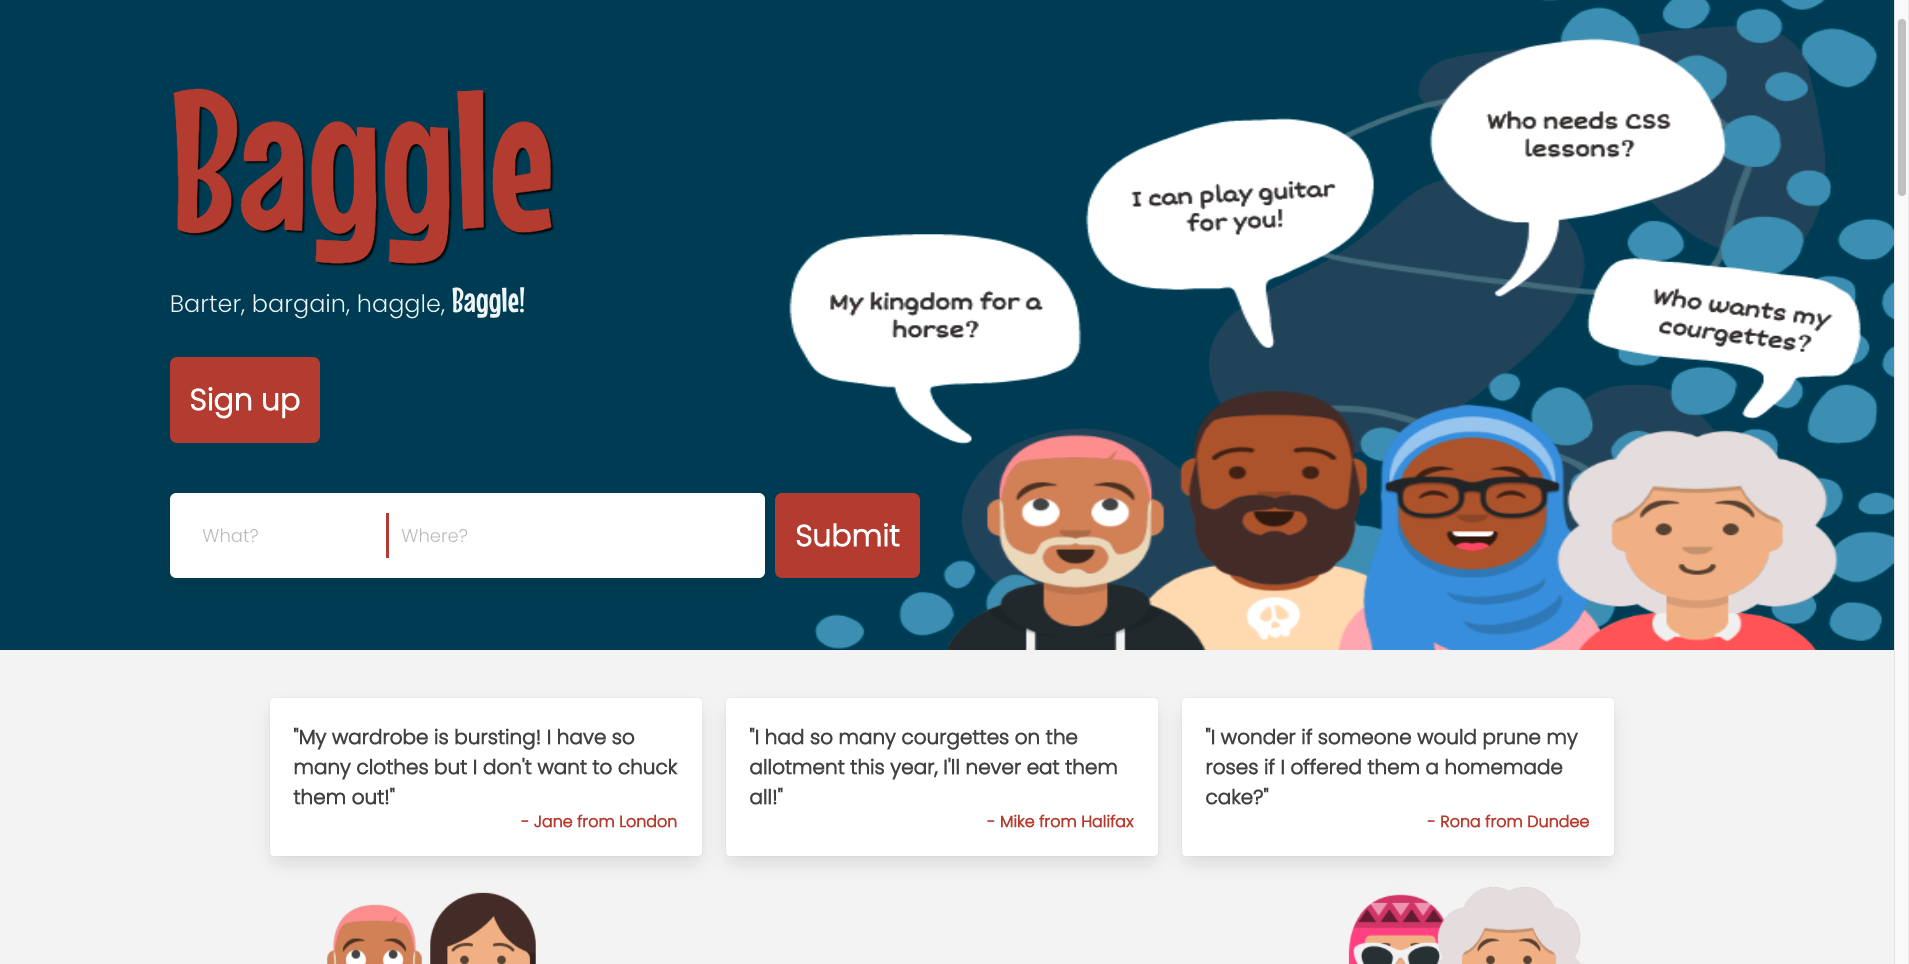 Baggle
Barter, bargain, haggle, Baggle!
Sign up
What?
Where?
Submit
My kingdom for a
horse?
I can play guitar
for you!
Who needs CSS
lessons?
Who wants my
courgettes?
"My wardrobe is bursting! I have so
many clothes but I don't want to chuck
them out!"
- Jane from London
"I had so many courgettes on the
allotment this year, I'll never eat them
all!"
- Mike from Halifax
"I wonder if someone would prune my
roses if I offered them a homemade
cake?"
- Rona from Dundee